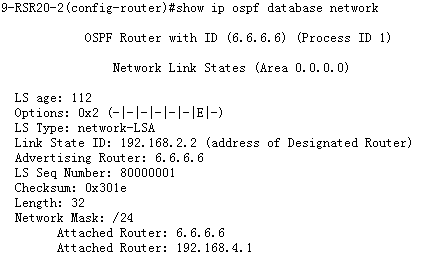 9-RSR20-2(config-router)#show ip ospf database network
OSPF Router with ID (6.6.6.6) (Process ID 1)
Network Link States (Area 0.0.0.0)
LS age: 112
Options: 0x2 (-|-|-|-|-|-|E|-)
LS Type: network-LSA
Link State ID: 192.168.2.2 (address of Designated Router)
Advertising Router: 6.6.6.6
LS Seq Number: 80000001
Checksum: 0x301e
Length: 32
Network Mask: /24
Attached Router: 6.6.6.6
Attached Router: 192.168.4.1